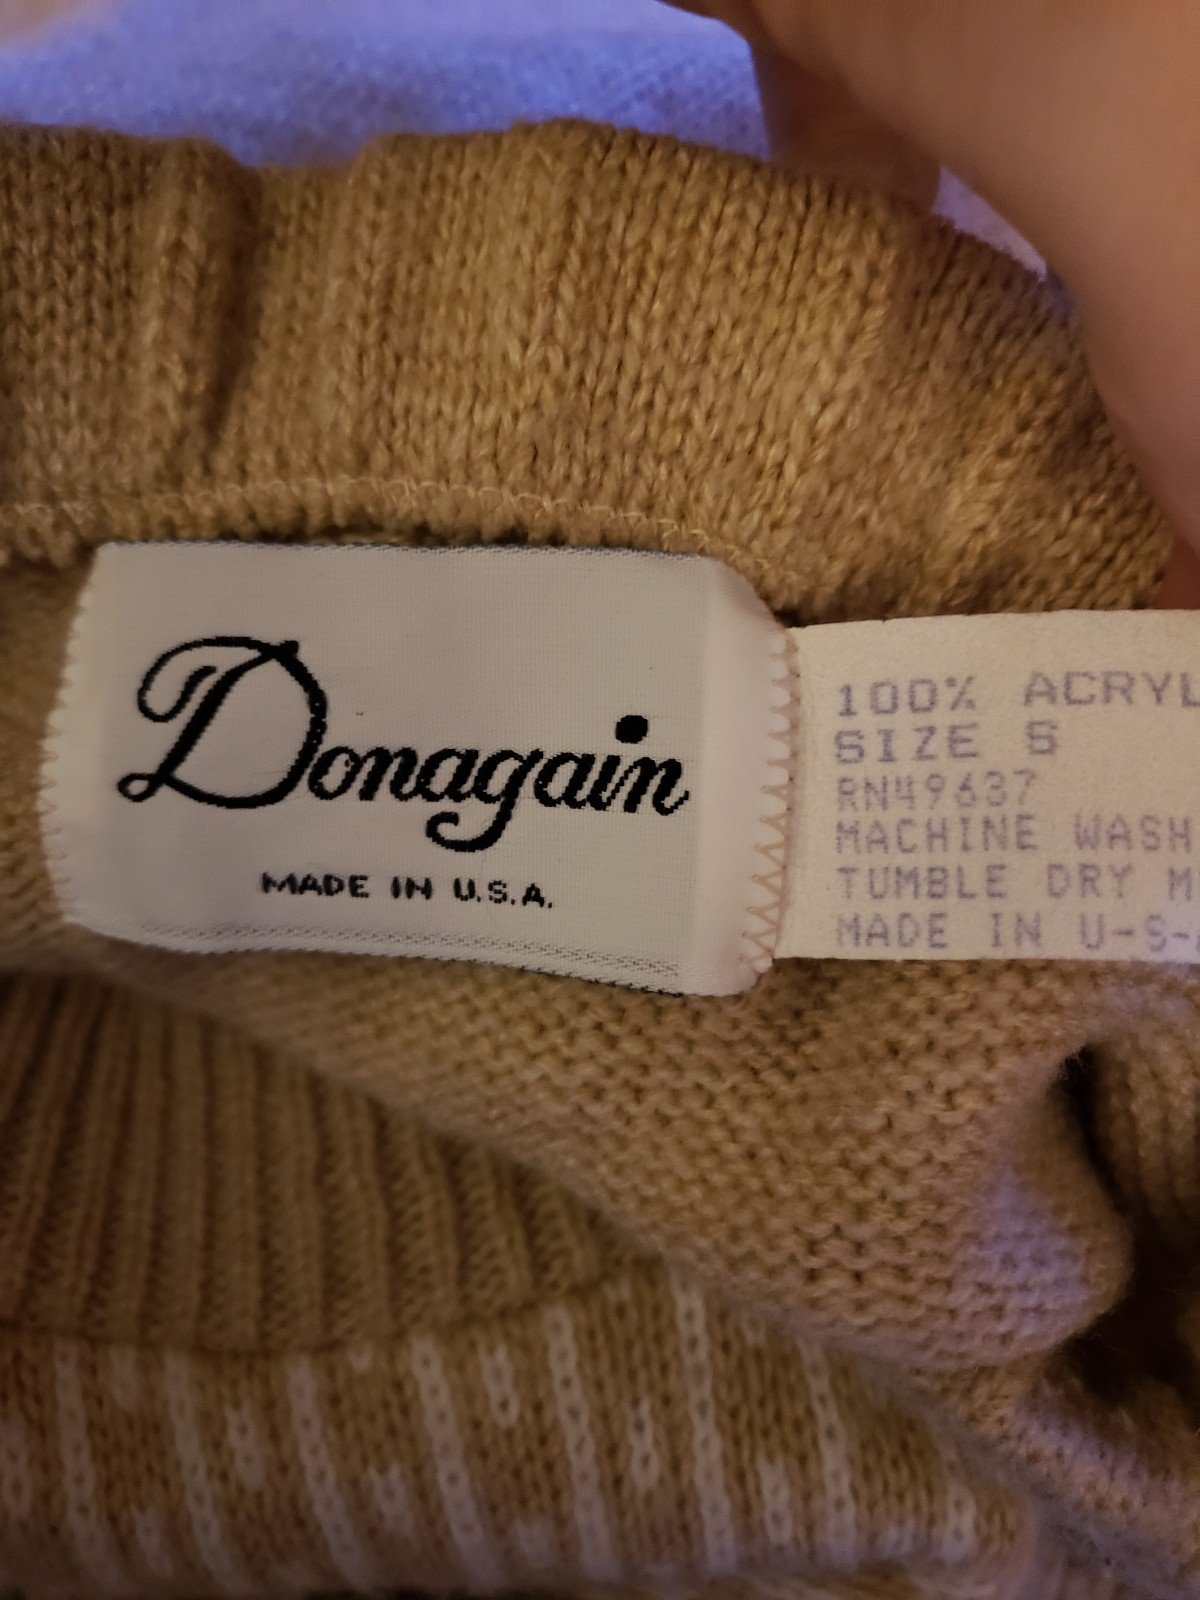 Donagain
MADE IN U.S.A.
100% ACRYL
SIZE S
RN49637
MACHINE WASH
TUMBLE DRY M
MADE IN U-S-